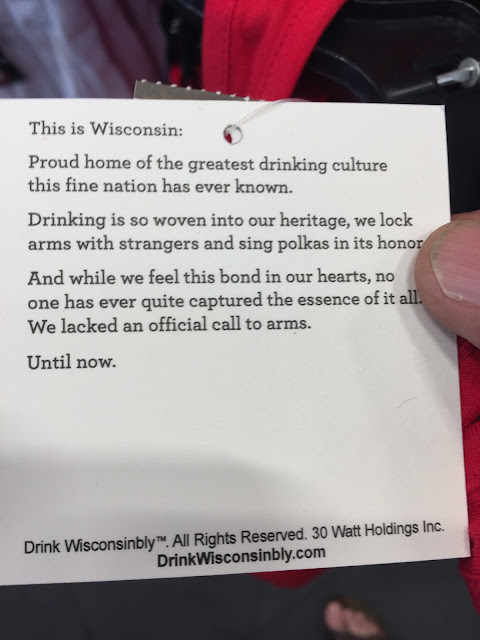 This is Wisconsin:
Proud home of the greatest drinking culture
this fine nation has ever known.
Drinking is so woven into our heritage, we lock
arms with strangers and sing polkas in its honor
And while we feel this bond in our hearts, no
one has ever quite captured the essence of it all.
We lacked an official call to arms.
Until now.
Drink Wisconsinbly™. All Rights Reserved. 30 Watt Holdings Inc.
DrinkWisconsinbly.com